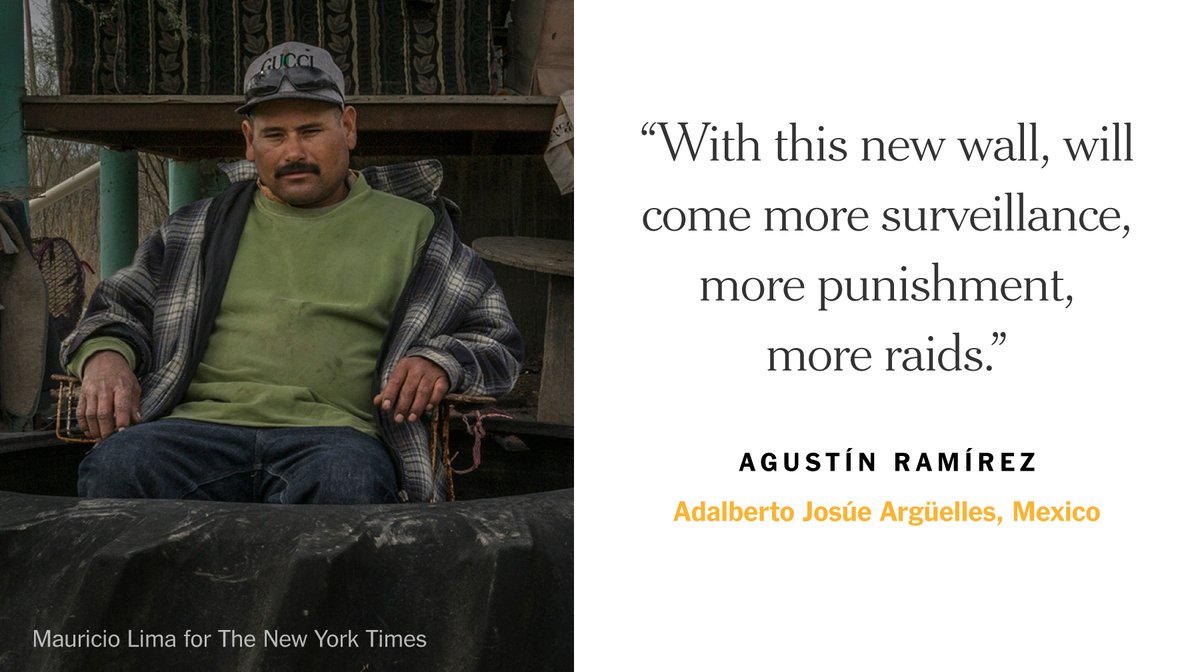 GUCCI
“With this new wall, will
come more surveillance,
more punishment,
more raids.”
AGUSTÍN RAMÍREZ
Adalberto Josúe Argüelles, Mexico
Mauricio Lima for The New York Times